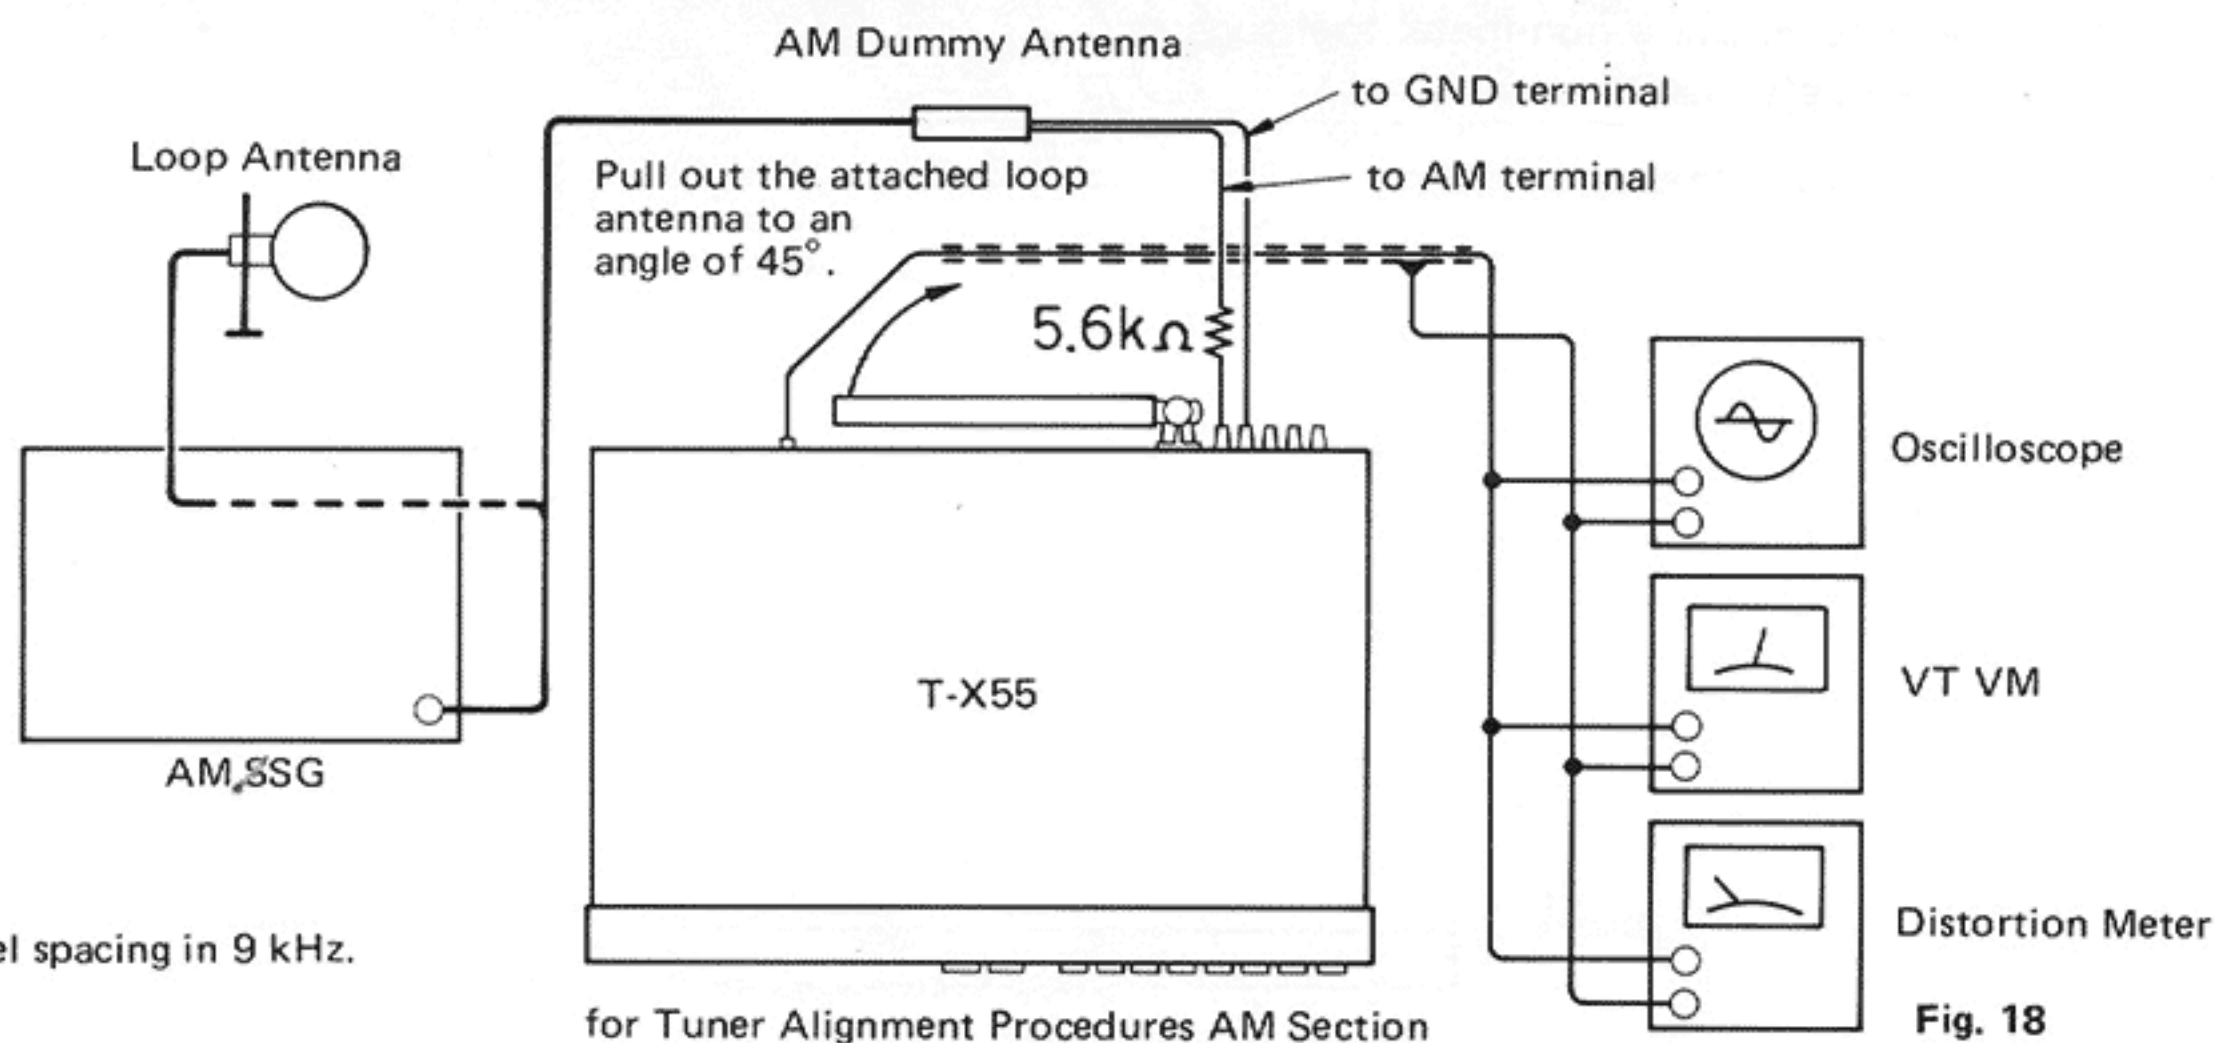 AM Dummy Antenna
to GND terminal
Loop Antenna
Pull out the attached loop
antenna to an
angle of 45°.
to AM terminal
5.6kΩ
Oscilloscope
T-X55
VT VM
AM SSG
el spacing in 9 kHz.
Distortion Meter
for Tuner Alignment Procedures AM Section
Fig. 18